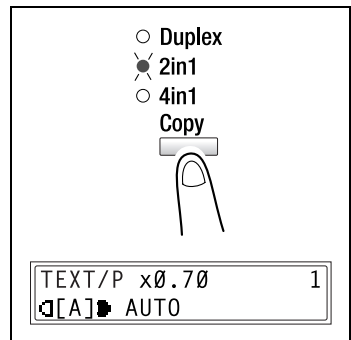 Duplex
2in1
4in1
Copy
TEXT/P x0.70 1
[A] AUTO